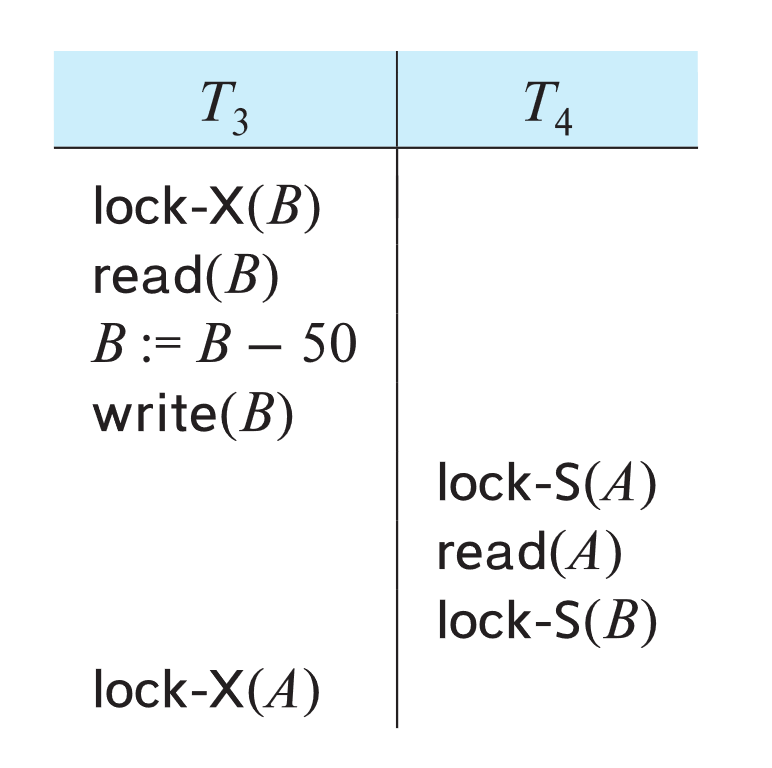 T₃ T₄
lock-X(B)
read(B)
B := B − 50
write(B)
lock-S(A)
read(A)
lock-S(B)
lock-X(A)